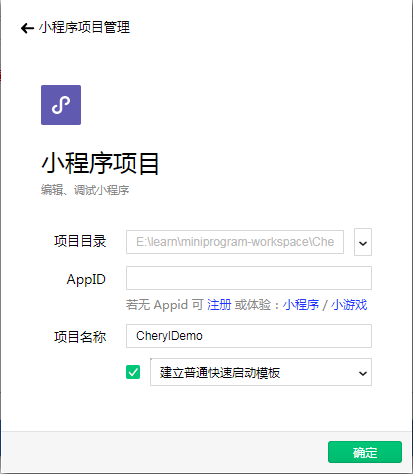 小程序项目管理
小程序项目
编辑、调试小程序
项目目录 E:\learn\miniprogram-workspace\Che
AppID
若无 Appid 可 注册 或体验：小程序 / 小游戏
项目名称 CherylDemo
建立普通快速启动模板
确定